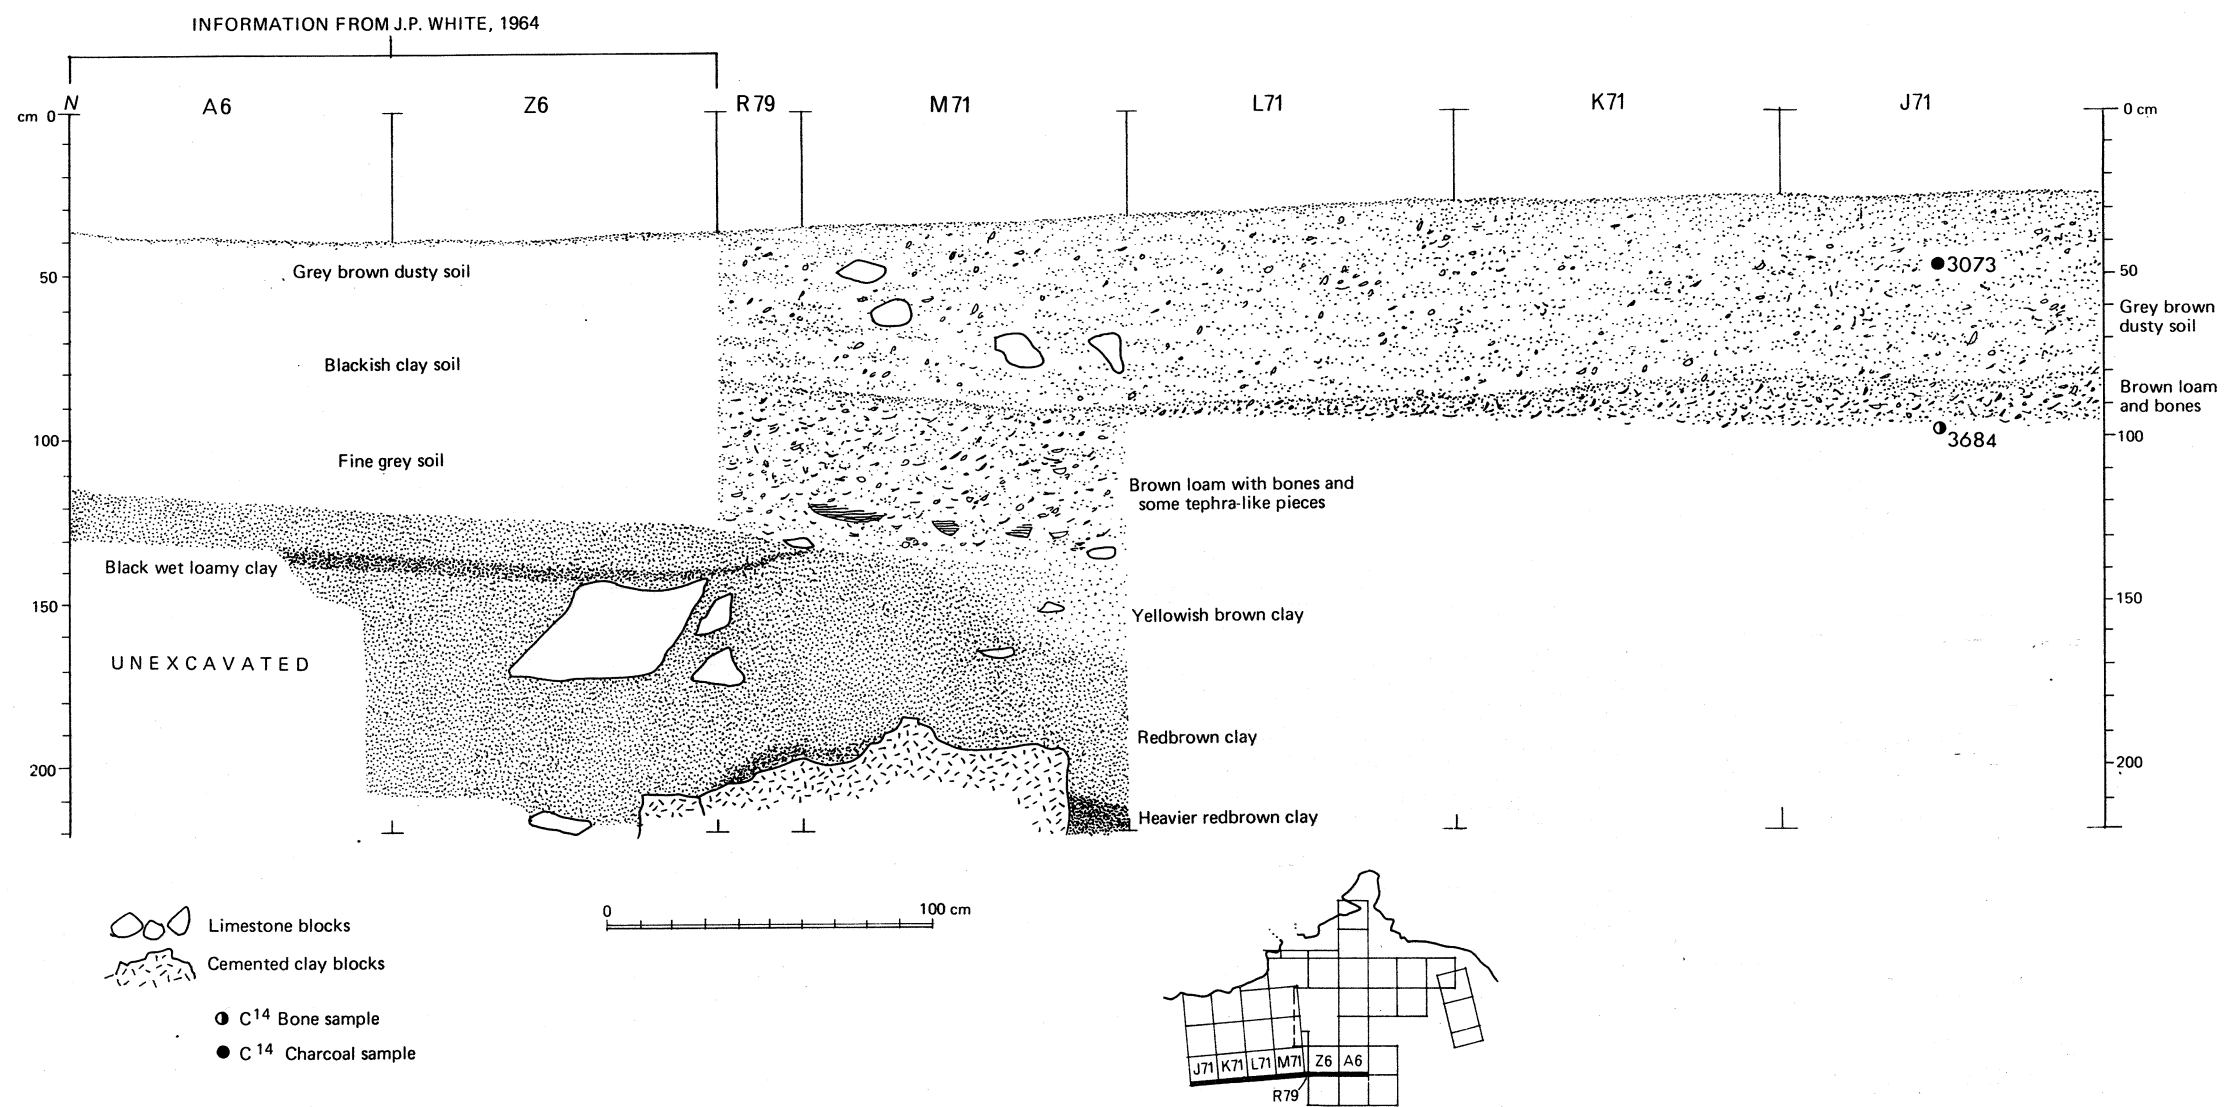 INFORMATION FROM J.P. WHITE, 1964
N
A6
Z6
R79
M71
L71
K71
J71
cm 0
0 cm
50
100
150
200
50
100
150
200
Grey brown dusty soil
Blackish clay soil
Fine grey soil
Black wet loamy clay
UNEXCAVATED
3073
3684
Grey brown
dusty soil
Brown loam
and bones
Brown loam with bones and
some tephra-like pieces
Yellowish brown clay
Redbrown clay
Heavier redbrown clay
Limestone blocks
Cemented clay blocks
C14 Bone sample
C14 Charcoal sample
0
100 cm
J71 K71 L71 M71 Z6 A6
R79